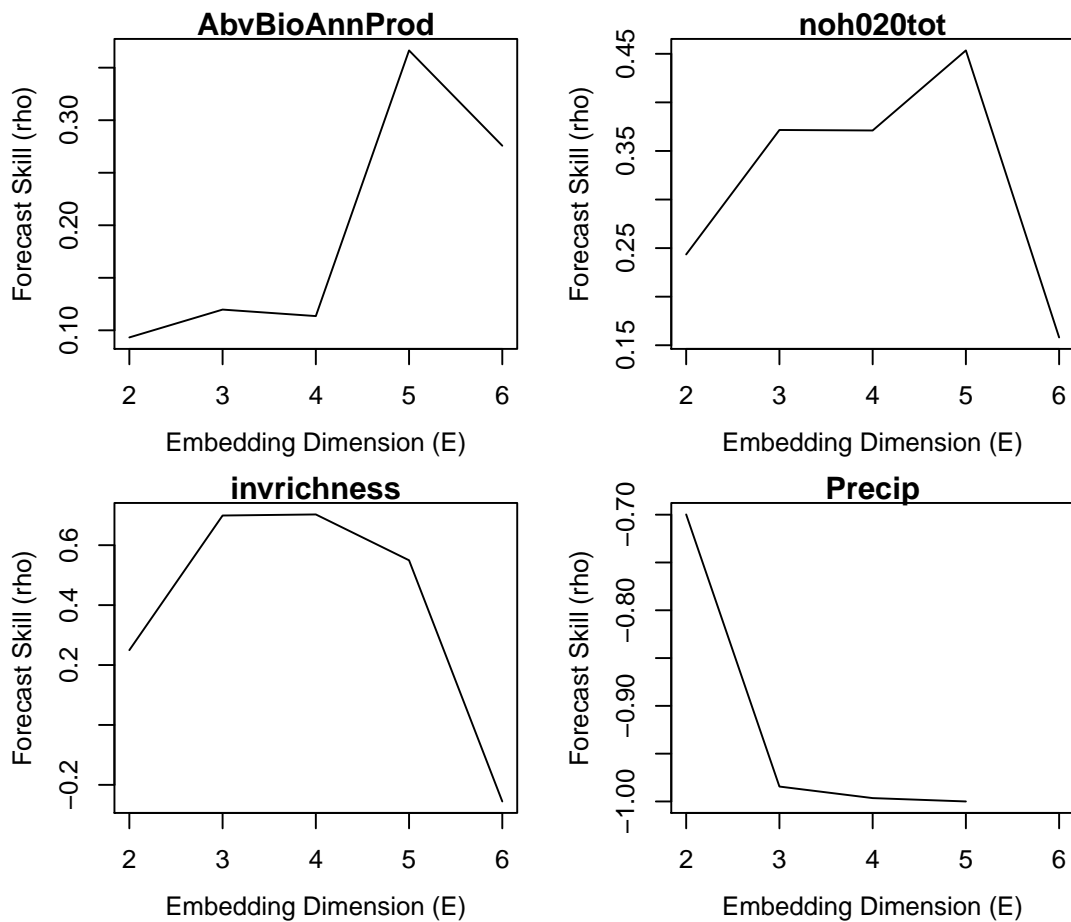 AbvBioAnnProd
Forecast Skill (rho)
0.30
0.20
0.10
2 3 4 5 6
Embedding Dimension (E)
noh020tot
Forecast Skill (rho)
0.45
0.35
0.25
0.15
2 3 4 5 6
Embedding Dimension (E)
invrichness
Forecast Skill (rho)
0.6
0.4
0.2
−0.2
2 3 4 5 6
Embedding Dimension (E)
Precip
Forecast Skill (rho)
−0.70
−0.80
−0.90
−1.00
2 3 4 5 6
Embedding Dimension (E)